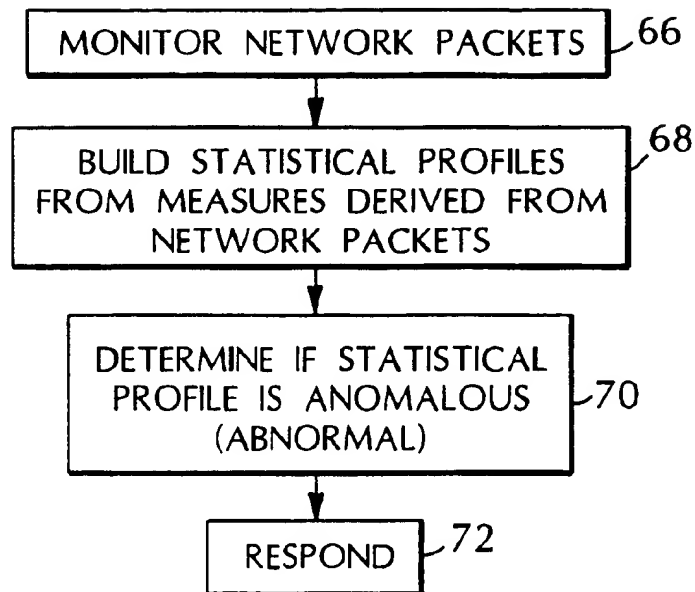 MONITOR NETWORK PACKETS
66
BUILD STATISTICAL PROFILES
FROM MEASURES DERIVED FROM
NETWORK PACKETS
68
DETERMINE IF STATISTICAL
PROFILE IS ANOMALOUS
(ABNORMAL)
70
RESPOND
72